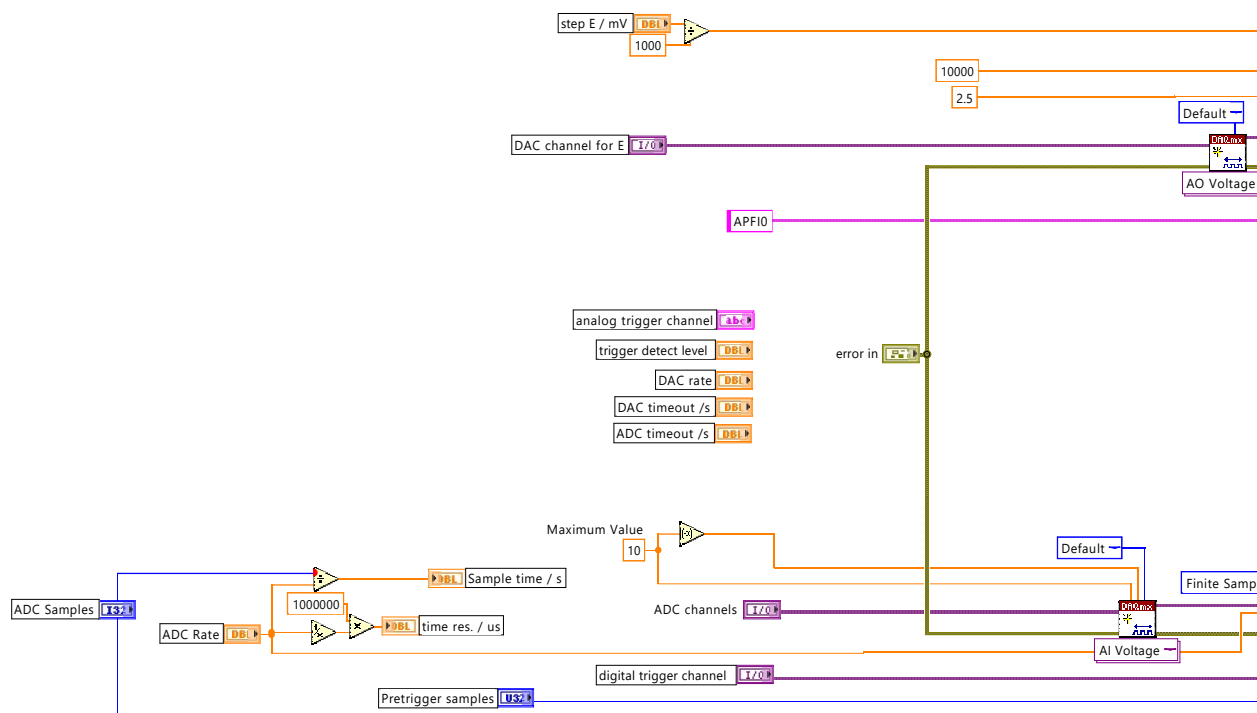 step E / mV
DBL
1000
10000
2.5
Default
DAC channel for E
I/O
DAQmx
AO Voltage
APFI0
analog trigger channel
abc
trigger detect level
DBL
error in
DAC rate
DBL
DAC timeout /s
DBL
ADC timeout /s
DBL
Maximum Value
10
Default
DBL
Sample time / s
Finite Samp
1000000
ADC Samples
I32
ADC channels
I/O
DAQmx
ADC Rate
DBL
DBL
time res. / us
AI Voltage
digital trigger channel
I/O
Pretrigger samples
U32